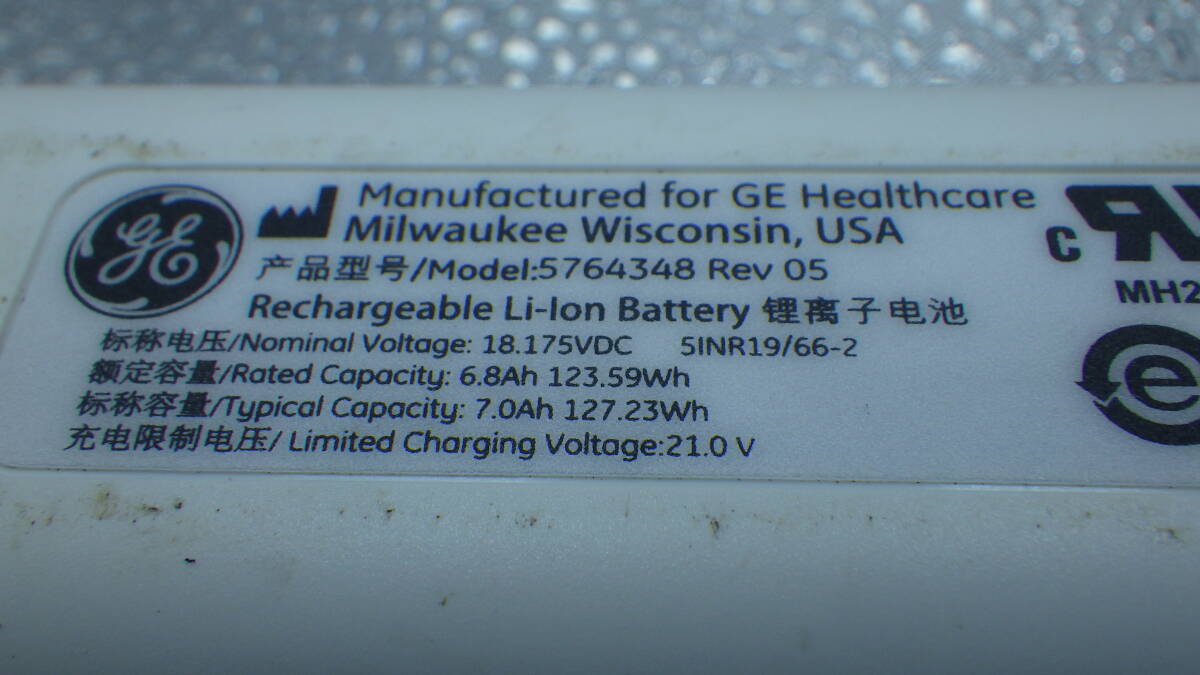 GE
Manufactured for GE Healthcare
Milwaukee Wisconsin, USA
产品型号/Model:5764348 Rev 05
Rechargeable Li-Ion Battery 锂离子电池
标称电压/Nominal Voltage: 18.175VDC 5INR19/66-2
额定容量/Rated Capacity: 6.8Ah 123.59Wh
标称容量/Typical Capacity: 7.0Ah 127.23Wh
充电限制电压/ Limited Charging Voltage:21.0 V
c
MH2
e